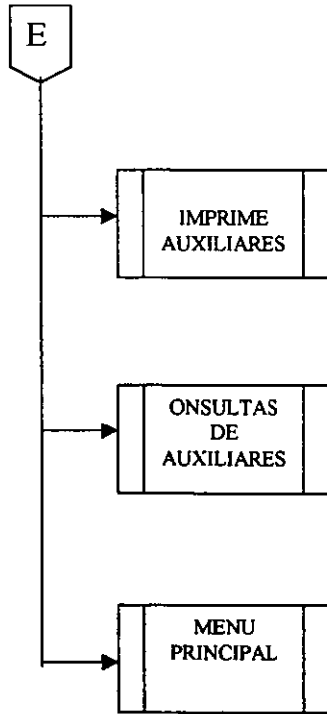 E
IMPRIME
AUXILIARES
ONSULTAS
DE
AUXILIARES
MENU
PRINCIPAL